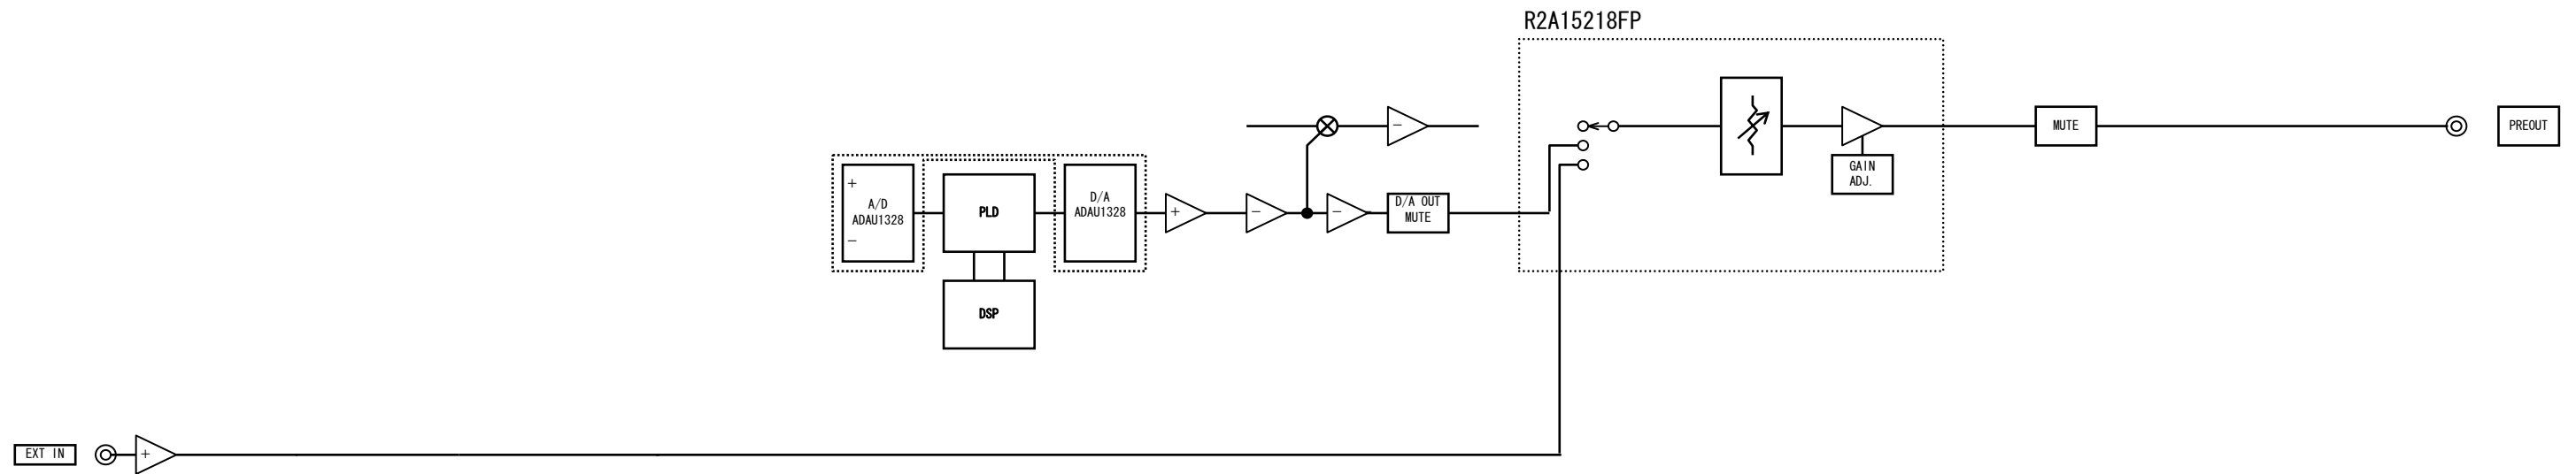 R2A15218FP
MUTE
PREOUT
GAIN
ADJ.
+
A/D
ADAU1328
−
PLD
D/A
ADAU1328
+
−
−
−
D/A OUT
MUTE
DSP
EXT IN
+